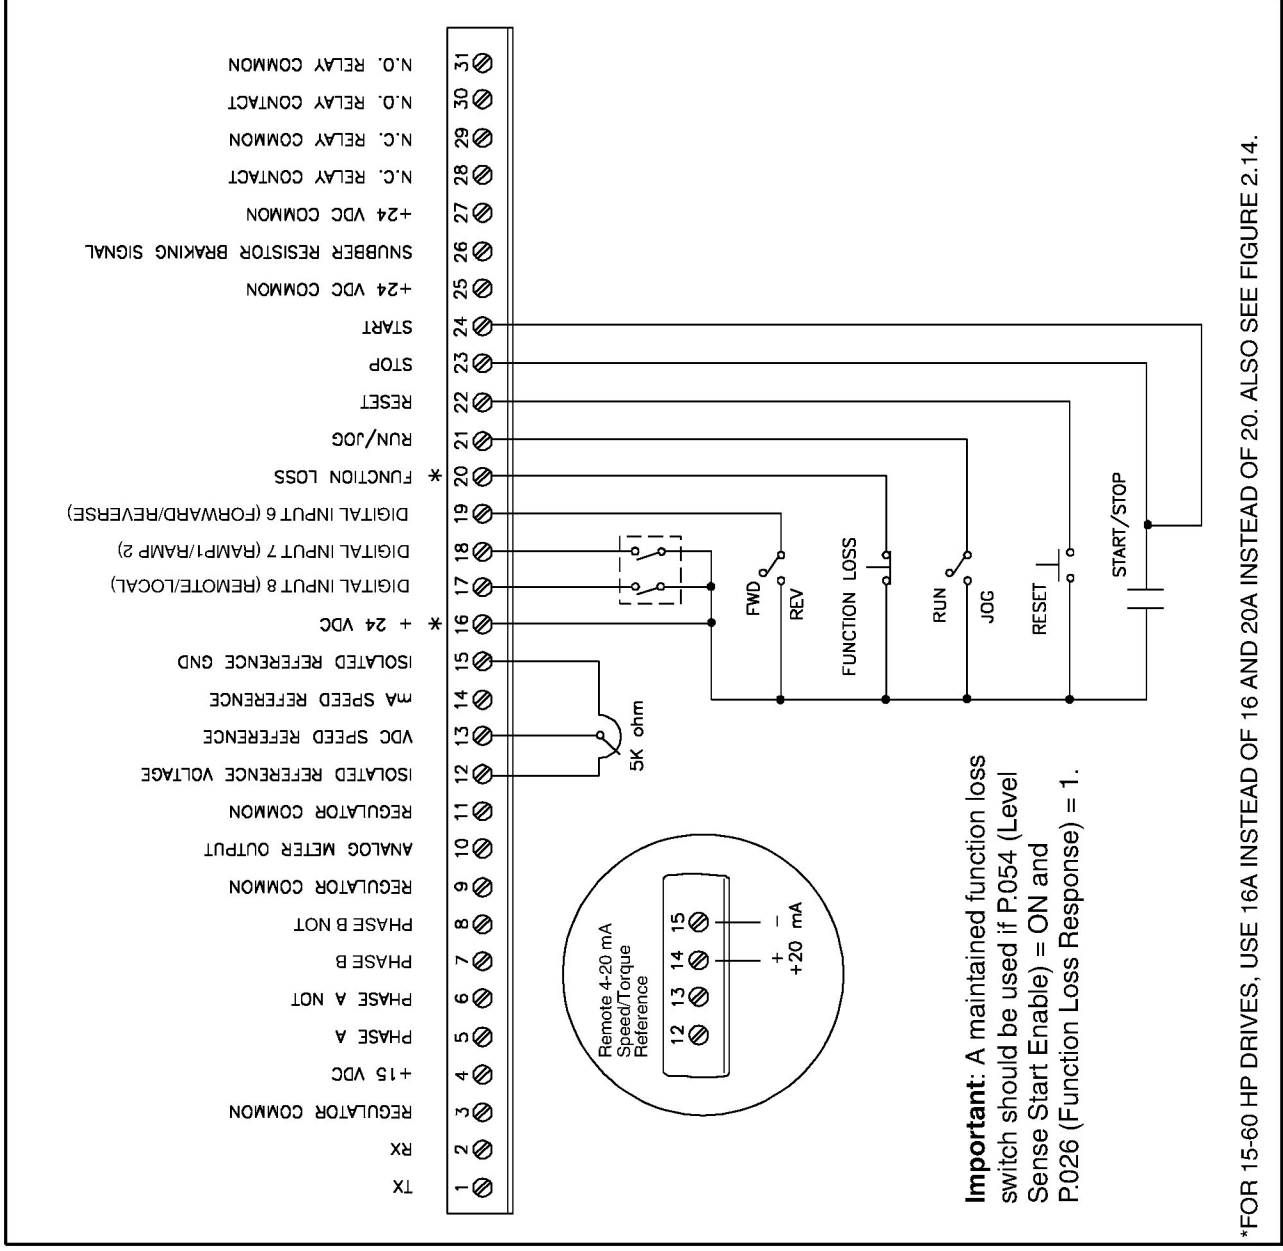 TX
RX
REGULATOR COMMON
+15 VDC
PHASE A
PHASE A NOT
PHASE B
PHASE B NOT
REGULATOR COMMON
ANALOG METER OUTPUT
REGULATOR COMMON
ISOLATED REFERENCE VOLTAGE
VDC SPEED REFERENCE
mA SPEED REFERENCE
ISOLATED REFERENCE GND
+ 24 VDC
DIGITAL INPUT 8 (REMOTE/LOCAL)
DIGITAL INPUT 7 (RAMP1/RAMP 2)
DIGITAL INPUT 6 (FORWARD/REVERSE)
FUNCTION LOSS
RUN/JOG
RESET
STOP
START
+24 VDC COMMON
SNUBBER RESISTOR BRAKING SIGNAL
+24 VDC COMMON
N.C. RELAY CONTACT
N.C. RELAY COMMON
N.O. RELAY CONTACT
N.O. RELAY COMMON
* *
1 2 3 4 5 6 7 8 9 10 11 12 13 14 15 16 17 18 19 20 21 22 23 24 25 26 27 28 29 30 31
Remote 4-20 mA
Speed/Torque
Reference
12 13 14 15
+ -
+20 mA
5K ohm
FWD
REV
FUNCTION LOSS
RUN
JOG
RESET
START/STOP
Important: A maintained function loss
switch should be used if P.054 (Level
Sense Start Enable) = ON and
P.026 (Function Loss Response) = 1.
*FOR 15-60 HP DRIVES, USE 16A INSTEAD OF 16 AND 20A INSTEAD OF 20. ALSO SEE FIGURE 2.14.